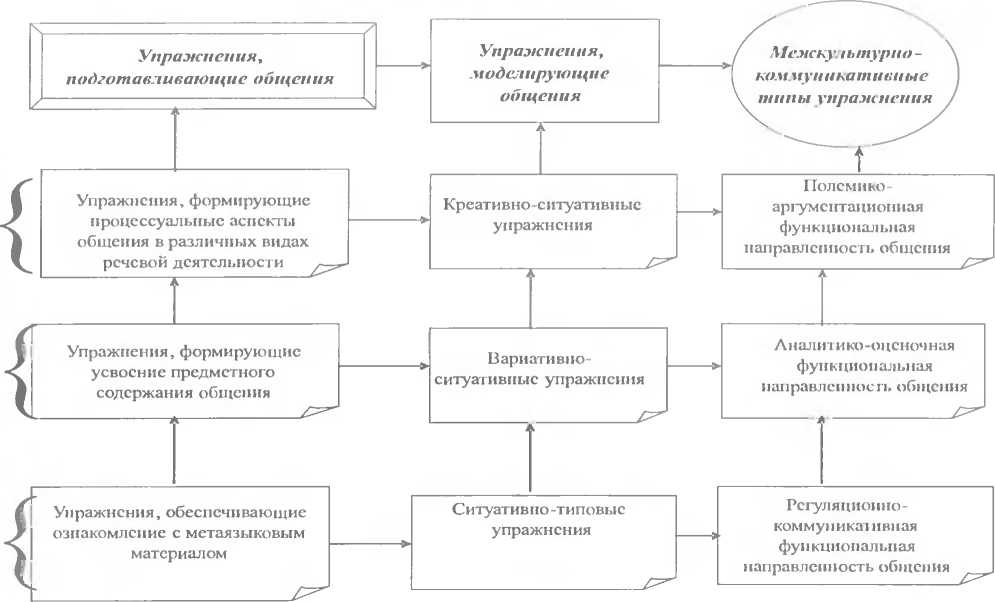 Упражнения,
подготавливающие общения
Упражнения,
моделирующие
общения
Межкультурно-
коммуникативные
типы упражнения
Упражнения, формирующие
процессуальные аспекты
общения в различных видах
речевой деятельности
Креативно-ситуативные
упражнения
Полемико-
аргументационная
функциональная
направленность общения
Упражнения, формирующие
усвоение предметного
содержания общения
Вариативно-
ситуативные упражнения
Аналитико-оценочная
функциональная
направленность общения
Упражнения, обеспечивающие
ознакомление с метаязыковым
материалом
Ситуативно-типовые
упражнения
Регуляционно-
коммуникативная
функциональная
направленность общения